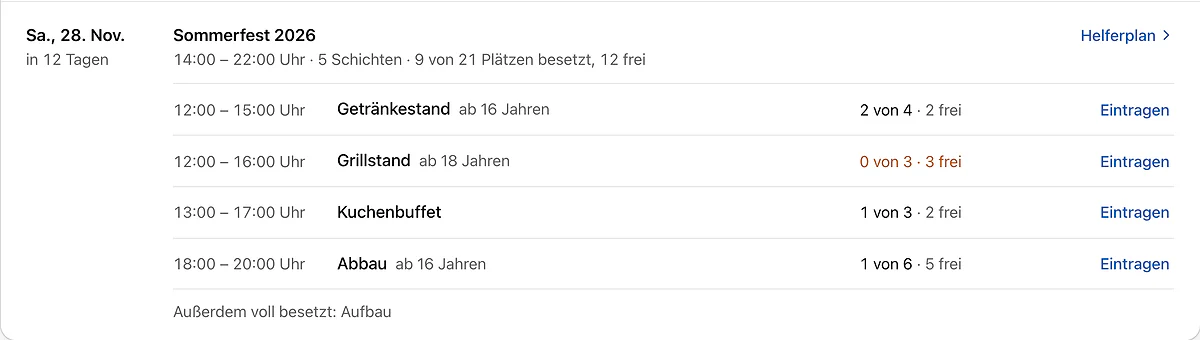 Sa., 28. Nov.
in 12 Tagen
Sommerfest 2026
14:00 – 22:00 Uhr · 5 Schichten · 9 von 21 Plätzen besetzt, 12 frei
Helferplan
12:00 – 15:00 Uhr Getränkestand ab 16 Jahren 2 von 4 · 2 frei Eintragen
12:00 – 16:00 Uhr Grillstand ab 18 Jahren 0 von 3 · 3 frei Eintragen
13:00 – 17:00 Uhr Kuchenbuffet 1 von 3 · 2 frei Eintragen
18:00 – 20:00 Uhr Abbau ab 16 Jahren 1 von 6 · 5 frei Eintragen
Außerdem voll besetzt: Aufbau